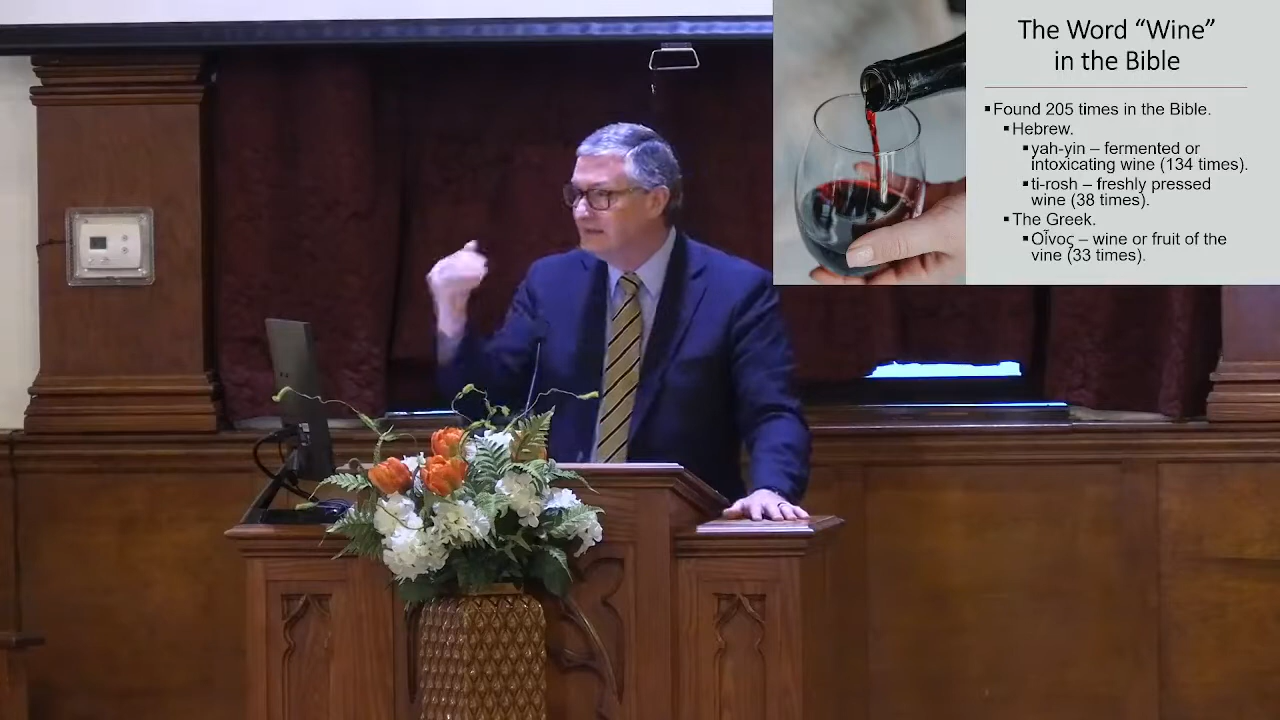 The Word “Wine”
in the Bible
▪Found 205 times in the Bible.
▪Hebrew.
▪yah-yin – fermented or
intoxicating wine (134 times).
▪ti-rosh – freshly pressed
wine (38 times).
▪The Greek.
▪Οἶνος – wine or fruit of the
vine (33 times).